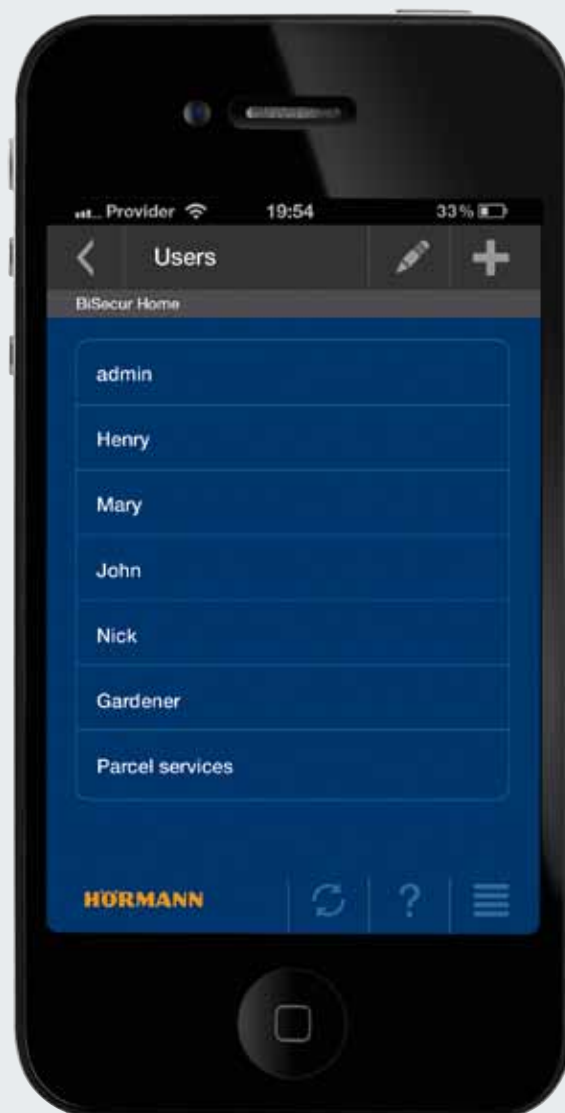 Provider 19:54 33%
Users
BiSecur Home
admin
Henry
Mary
John
Nick
Gardener
Parcel services
HÖRMANN
?